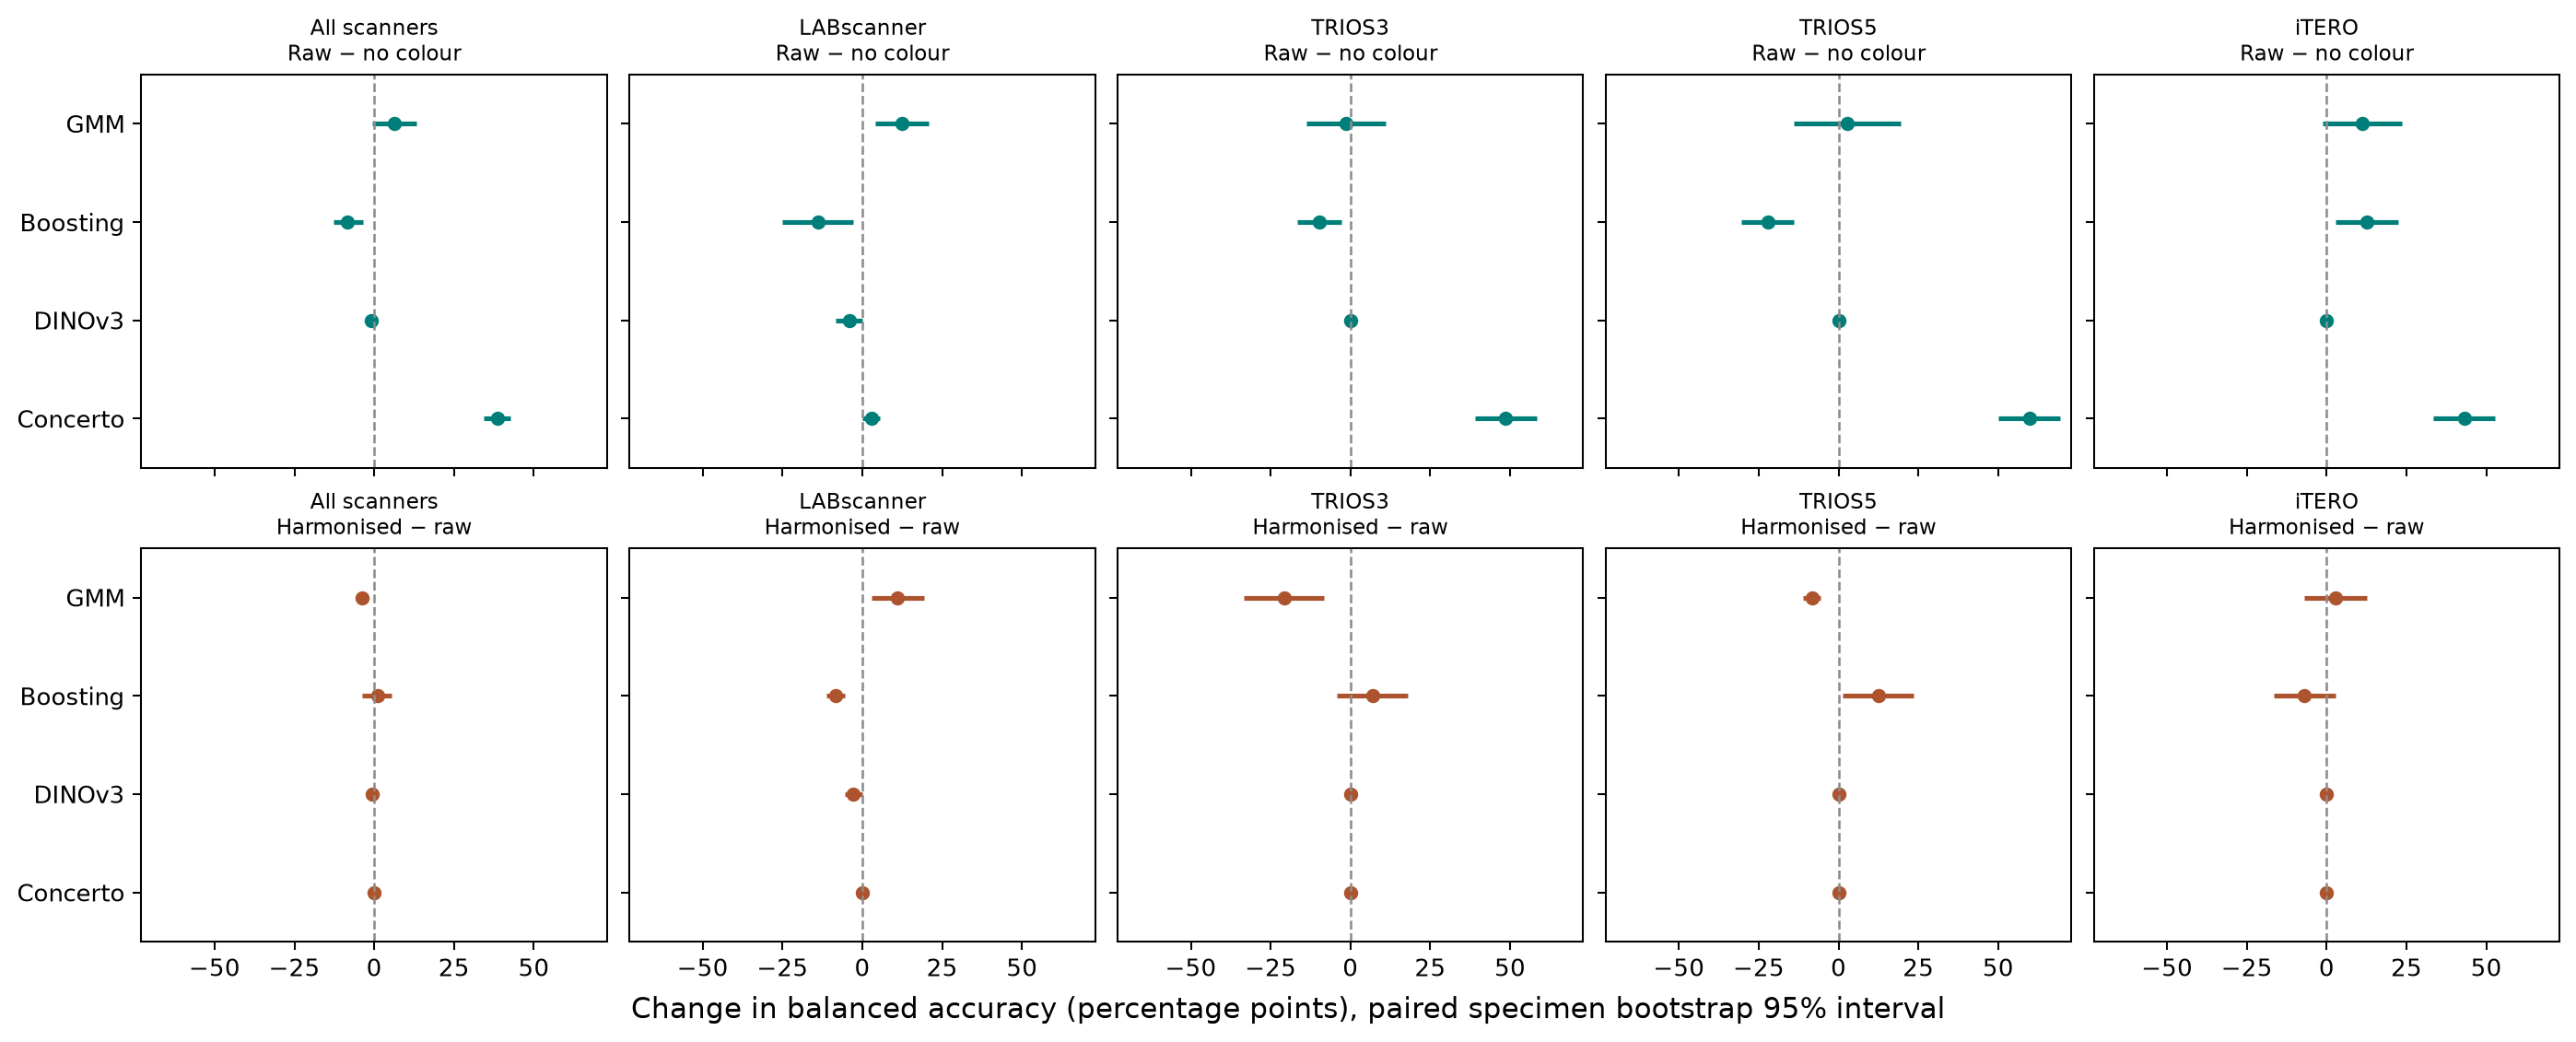 All scanners
Raw − no colour
LABscanner
Raw − no colour
TRIOS3
Raw − no colour
TRIOS5
Raw − no colour
iTERO
Raw − no colour
GMM
Boosting
DINOv3
Concerto
All scanners
Harmonised − raw
LABscanner
Harmonised − raw
TRIOS3
Harmonised − raw
TRIOS5
Harmonised − raw
iTERO
Harmonised − raw
GMM
Boosting
DINOv3
Concerto
−50 −25 0 25 50
−50 −25 0 25 50
−50 −25 0 25 50
−50 −25 0 25 50
−50 −25 0 25 50
Change in balanced accuracy (percentage points), paired specimen bootstrap 95% interval